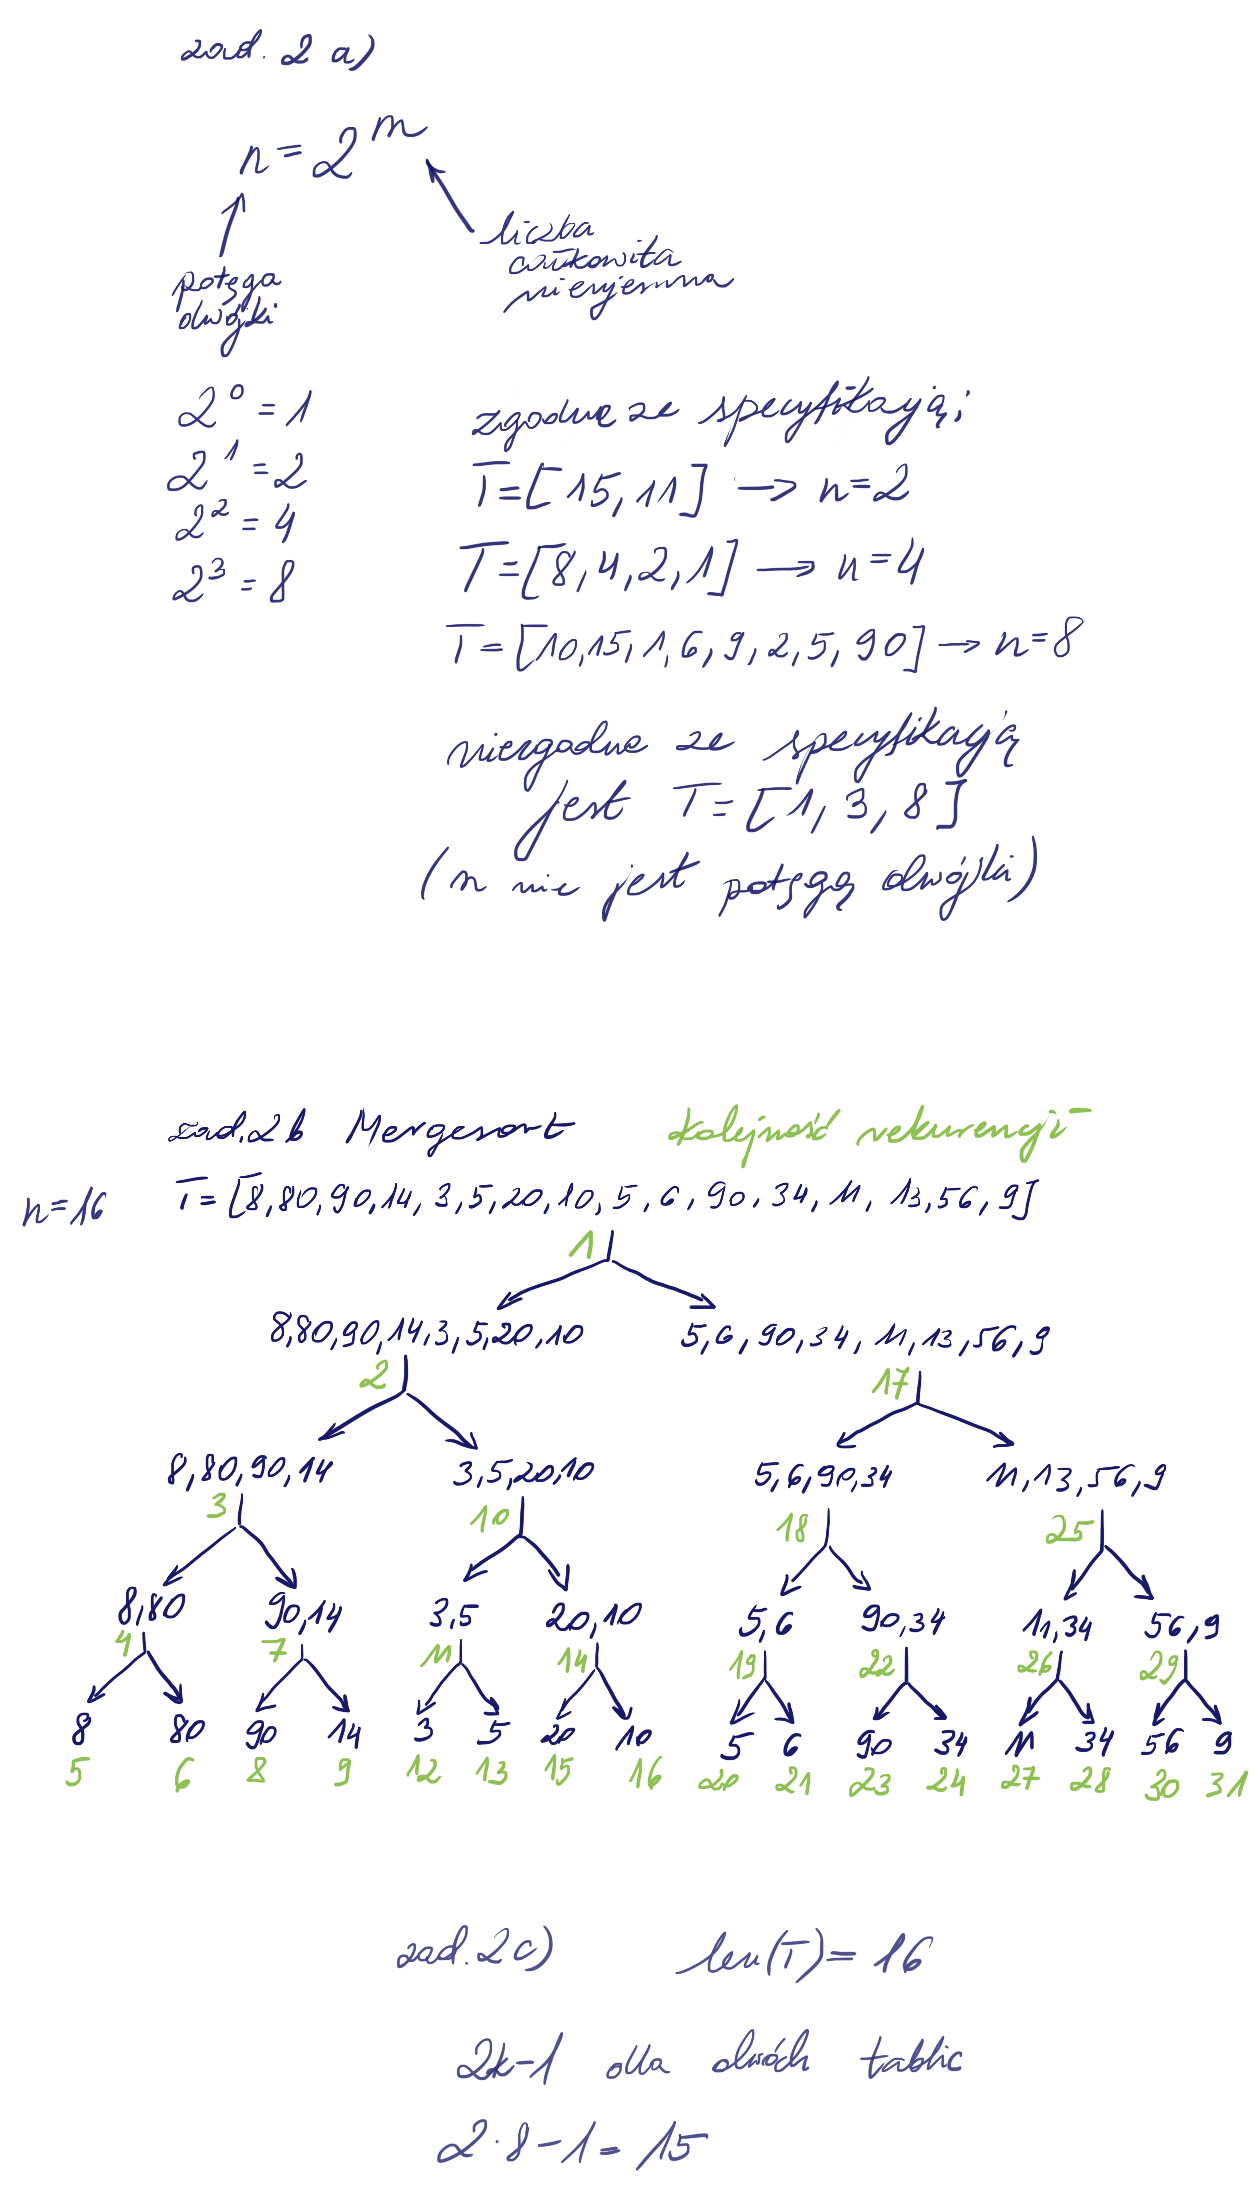 zad. 2 a)
n = 2^m
liczba
całkowita
nieujemna
potęga
dwójki
2^0 = 1
2^1 = 2
2^2 = 4
2^3 = 8
zgodne ze specyfikacją:
T=[15, 11] → n=2
T=[8, 4, 2, 1] → n=4
T=[10, 15, 1, 6, 9, 2, 5, 90] → n=8
niezgodne ze specyfikacją
jest T=[1, 3, 8]
(n nie jest potęgą dwójki)
zad. 2b Mergesort kolejność rekurencji
n=16 T=[8, 80, 90, 14, 3, 5, 20, 10, 5, 6, 90, 34, 11, 13, 56, 9]
1
8, 80, 90, 14, 3, 5, 20, 10 5, 6, 90, 34, 11, 13, 56, 9
2 17
8, 80, 90, 14 3, 5, 20, 10 5, 6, 90, 34 11, 13, 56, 9
3 10 18 25
8, 80 90, 14 3, 5 20, 10 5, 6 90, 34 11, 34 56, 9
4 7 11 14 19 22 26 29
8 80 90 14 3 5 20 10 5 6 90 34 11 34 56 9
5 6 8 9 12 13 15 16 20 21 23 24 27 28 30 31
zad. 2c) len(T) = 16
2k-1 dla dwóch tablic
2·8-1=15